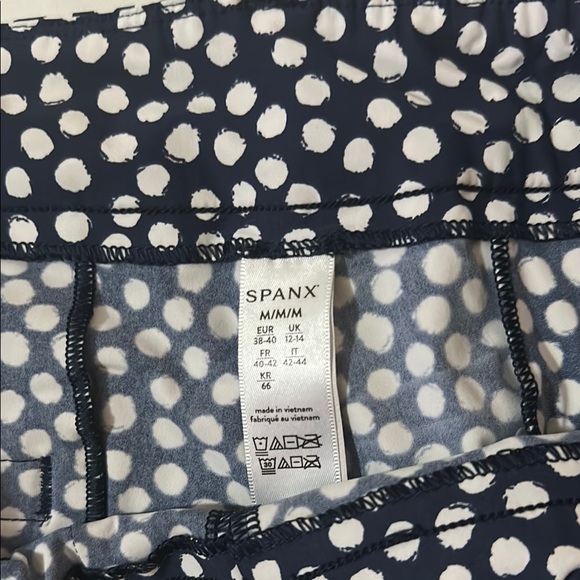 SPANX
M/M/M
EUR UK
38-40 12-14
FR IT
40-42 42-44
KR
66
made in vietnam
fabriqué au vietnam
30